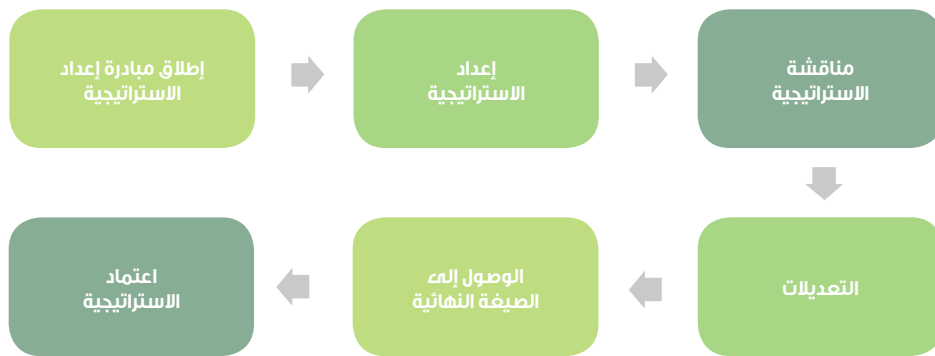 إطلاق مبادرة إعداد
الاستراتيجية
إعداد
الاستراتيجية
مناقشة
الاستراتيجية
التعديلات
الوصول إلى
الصيغة النهائية
اعتماد
الاستراتيجية